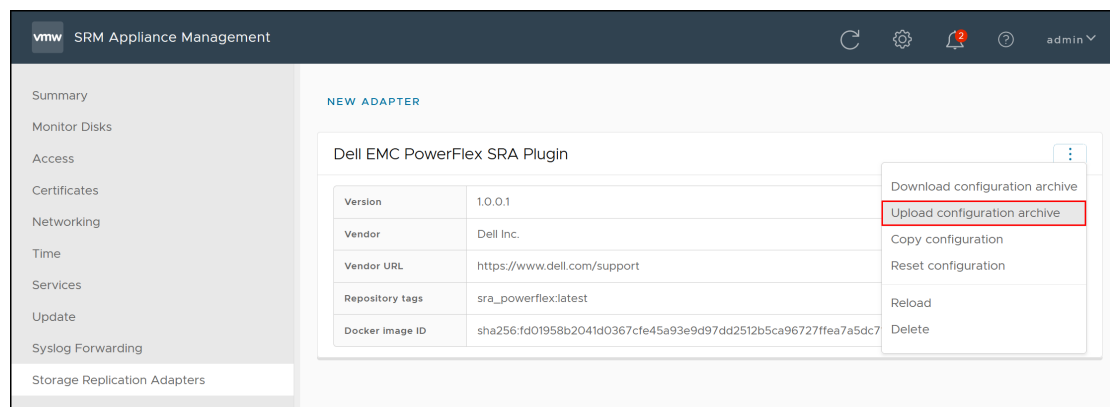 vmw SRM Appliance Management
2
?
admin
Summary
Monitor Disks
Access
Certificates
Networking
Time
Services
Update
Syslog Forwarding
Storage Replication Adapters
NEW ADAPTER
Dell EMC PowerFlex SRA Plugin
Version 1.0.0.1
Vendor Dell Inc.
Vendor URL https://www.dell.com/support
Repository tags sra_powerflex:latest
Docker image ID sha256:fd01958b2041d0367cfe45a93e9d97dd2512b5ca96727ffea7a5dc7
Download configuration archive
Upload configuration archive
Copy configuration
Reset configuration
Reload
Delete